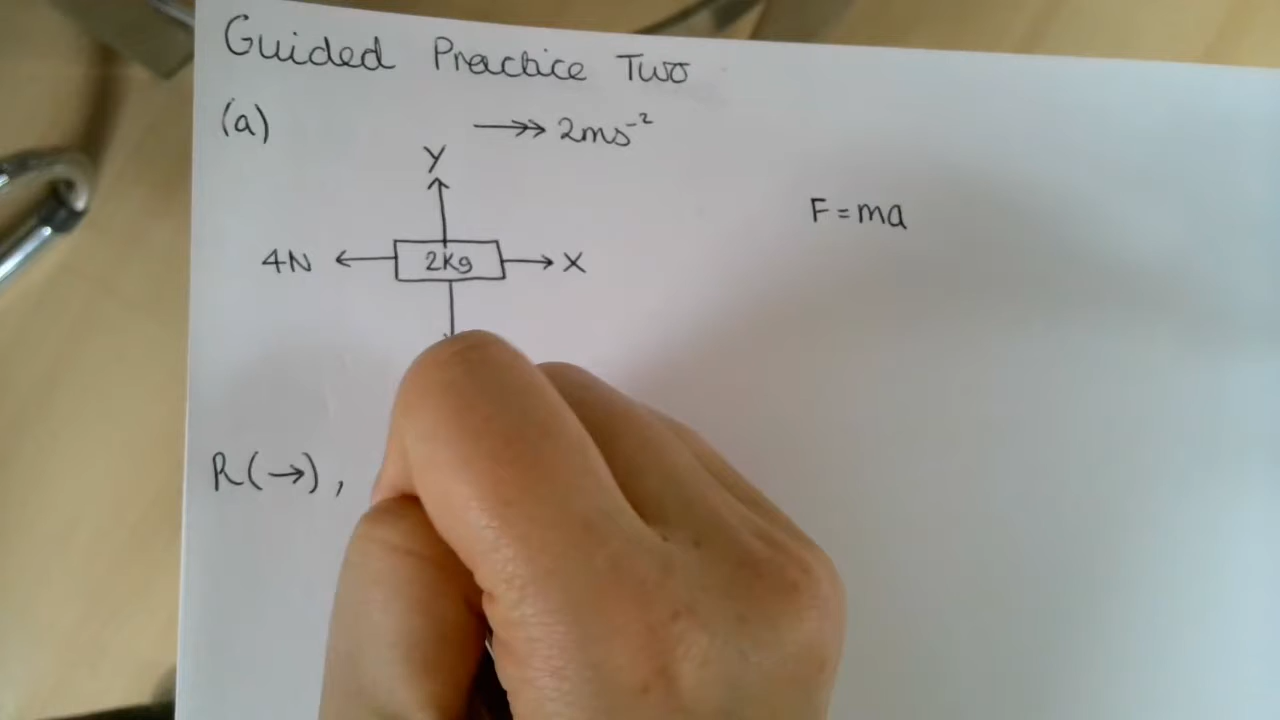 Guided Practice Two
(a) →→ 2ms⁻²
Y
F=ma
4N ← 2Kg → X
R(→),